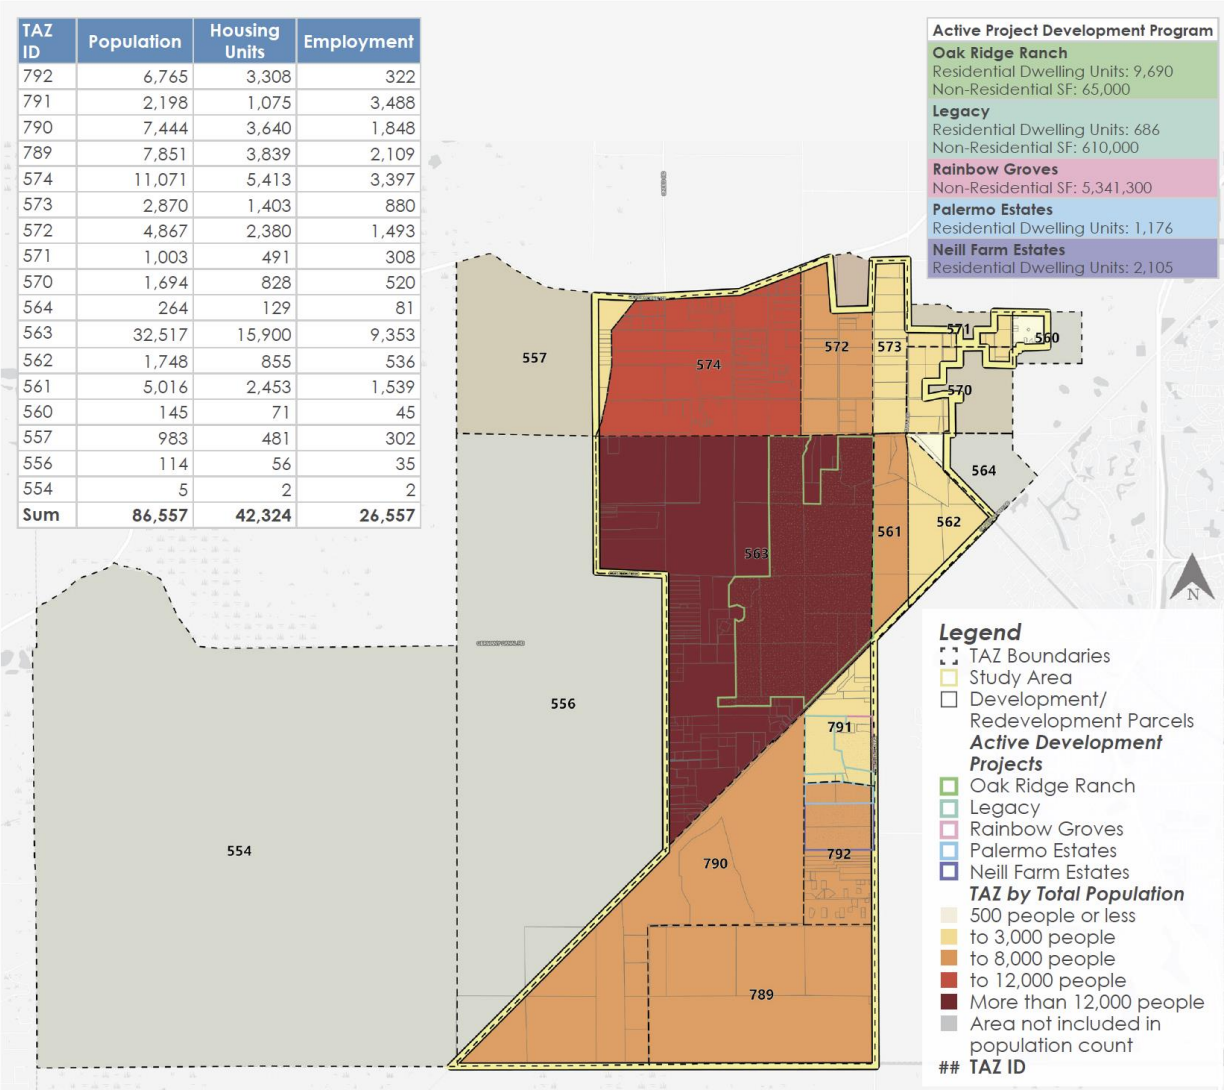 TAZ ID Population Housing Units Employment
792 6,765 3,308 322
791 2,198 1,075 3,488
790 7,444 3,640 1,848
789 7,851 3,839 2,109
574 11,071 5,413 3,397
573 2,870 1,403 880
572 4,867 2,380 1,493
571 1,003 491 308
570 1,694 828 520
564 264 129 81
563 32,517 15,900 9,353
562 1,748 855 536
561 5,016 2,453 1,539
560 145 71 45
557 983 481 302
556 114 56 35
554 5 2 2
Sum 86,557 42,324 26,557
Active Project Development Program
Oak Ridge Ranch
Residential Dwelling Units: 9,690
Non-Residential SF: 65,000
Legacy
Residential Dwelling Units: 686
Non-Residential SF: 610,000
Rainbow Groves
Non-Residential SF: 5,341,300
Palermo Estates
Residential Dwelling Units: 1,176
Neill Farm Estates
Residential Dwelling Units: 2,105
571
560
572
573
557
574
570
564
562
561
563
556
791
554
790
792
789
N
Legend
TAZ Boundaries
Study Area
Development/
Redevelopment Parcels
Active Development
Projects
Oak Ridge Ranch
Legacy
Rainbow Groves
Palermo Estates
Neill Farm Estates
TAZ by Total Population
500 people or less
to 3,000 people
to 8,000 people
to 12,000 people
More than 12,000 people
Area not included in
population count
## TAZ ID